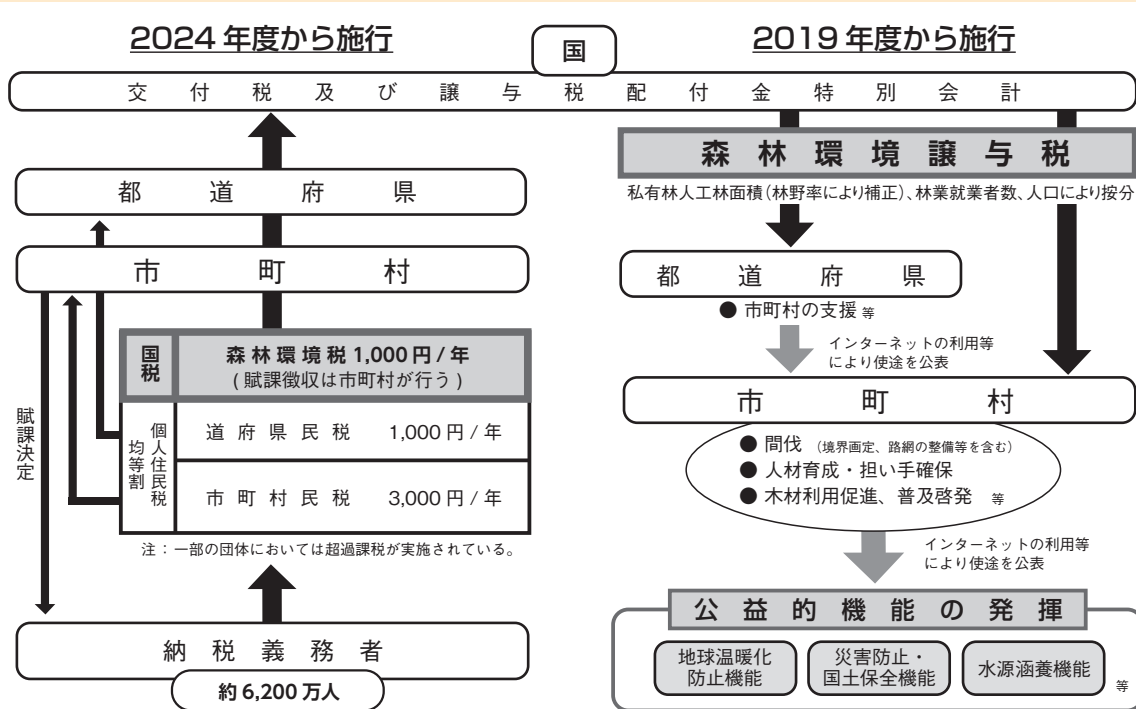 2024年度から施行
国
2019年度から施行
交付税及び譲与税配付金特別会計
都道府県
市町村
国税
森林環境税 1,000円/年
(賦課徴収は市町村が行う)
個人住民税
均等割
道府県民税 1,000円/年
市町村民税 3,000円/年
賦課決定
注:一部の団体においては超過課税が実施されている。
納税義務者
約6,200万人
森林環境譲与税
私有林人工林面積(林野率により補正)、林業就業者数、人口により按分
都道府県
● 市町村の支援 等
インターネットの利用等
により使途を公表
市町村
● 間伐 (境界画定、路網の整備等を含む)
● 人材育成・担い手確保
● 木材利用促進、普及啓発 等
インターネットの利用等
により使途を公表
公益的機能の発揮
地球温暖化
防止機能
災害防止・
国土保全機能
水源涵養機能
等